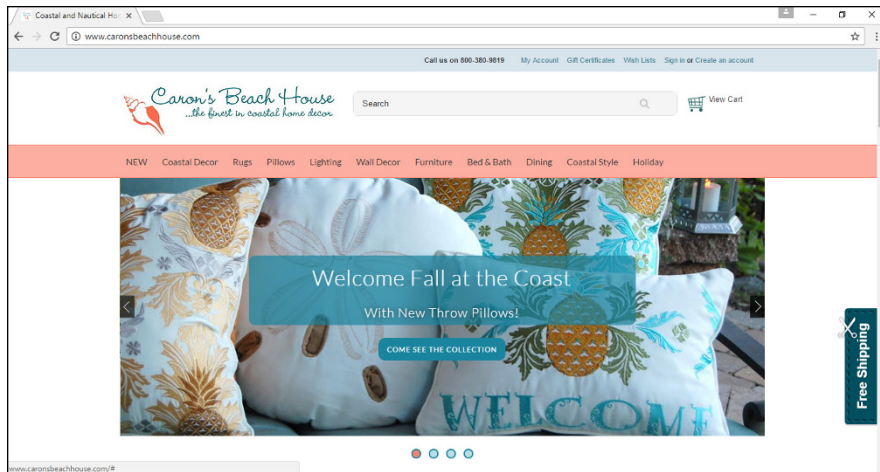 Coastal and Nautical Ho
www.caronsbeachhouse.com
Call us on 800-380-9819 My Account Gift Certificates Wish Lists Sign in or Create an account
Caron's Beach House
...the finest in coastal home decor
Search
View Cart
NEW Coastal Decor Rugs Pillows Lighting Wall Decor Furniture Bed & Bath Dining Coastal Style Holiday
Welcome Fall at the Coast
With New Throw Pillows!
COME SEE THE COLLECTION
WELCOME
Free Shipping
www.caronsbeachhouse.com/#